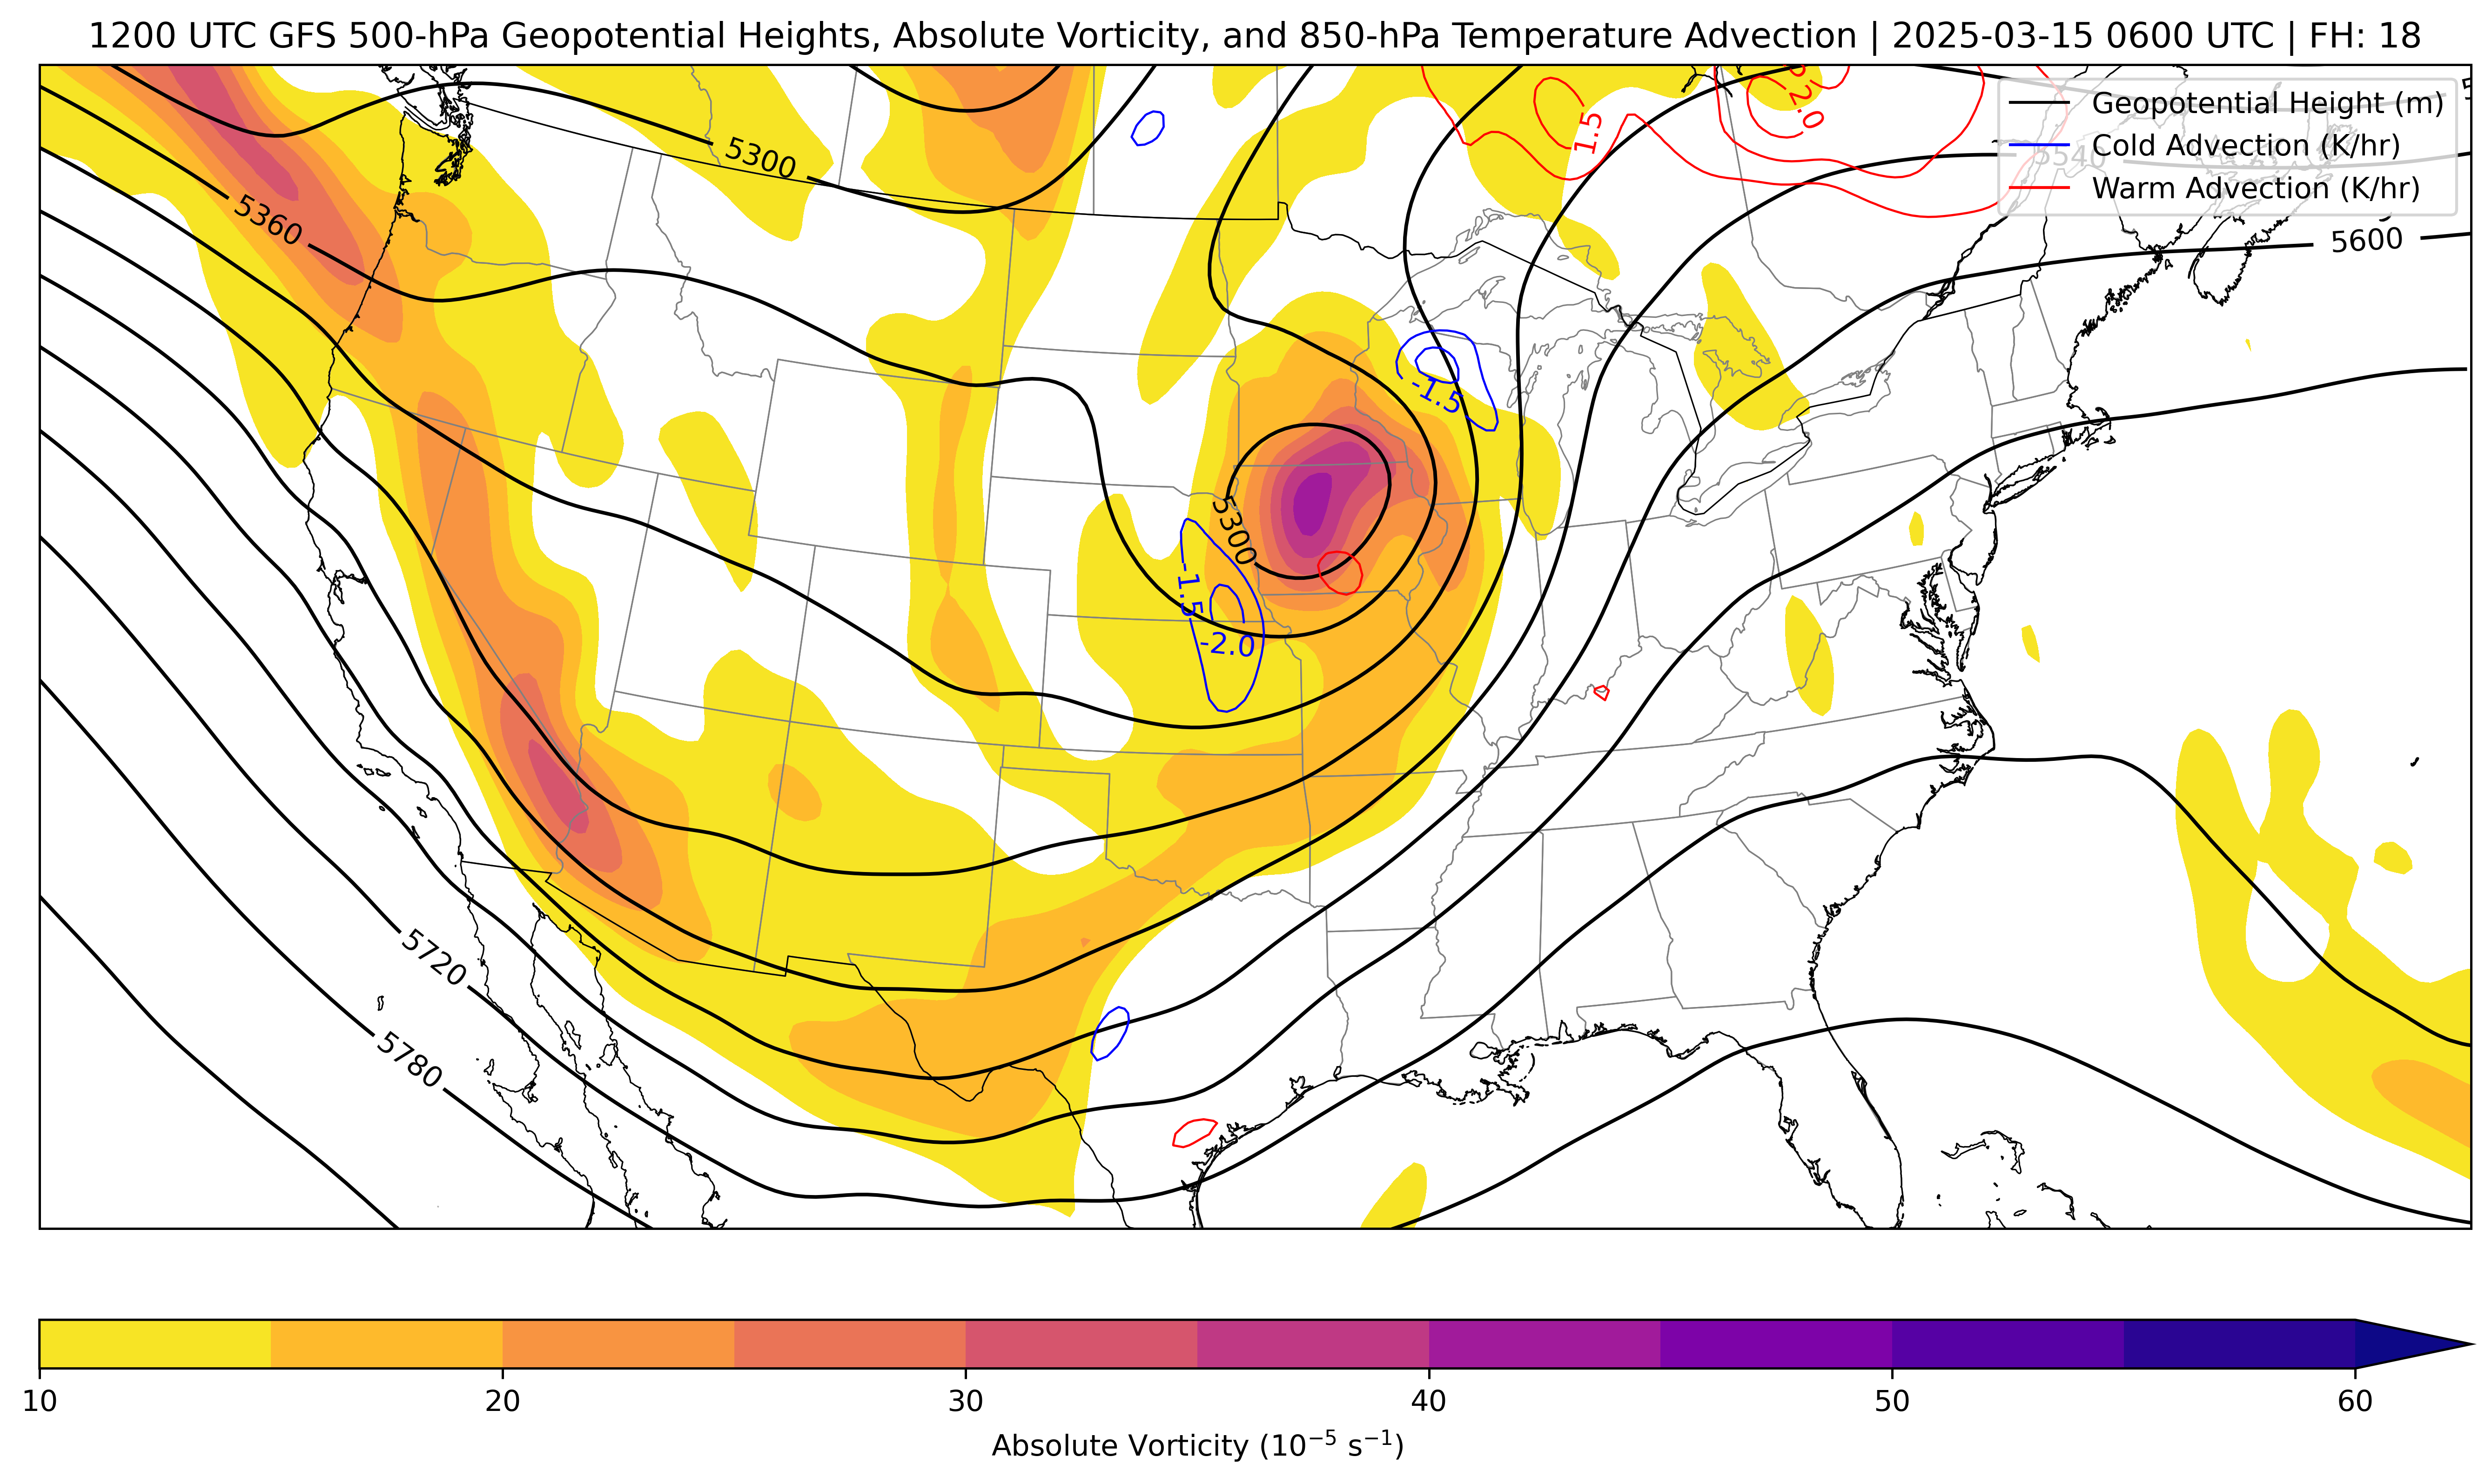 1200 UTC GFS 500-hPa Geopotential Heights, Absolute Vorticity, and 850-hPa Temperature Advection | 2025-03-15 0600 UTC | FH: 18
Geopotential Height (m)
Cold Advection (K/hr)
Warm Advection (K/hr)
2.0
1.5
5300
5540
5360
5600
-1.5
5300
-1.5
-2.0
5720
5780
10 20 30 40 50 60
Absolute Vorticity (10⁻⁵ s⁻¹)